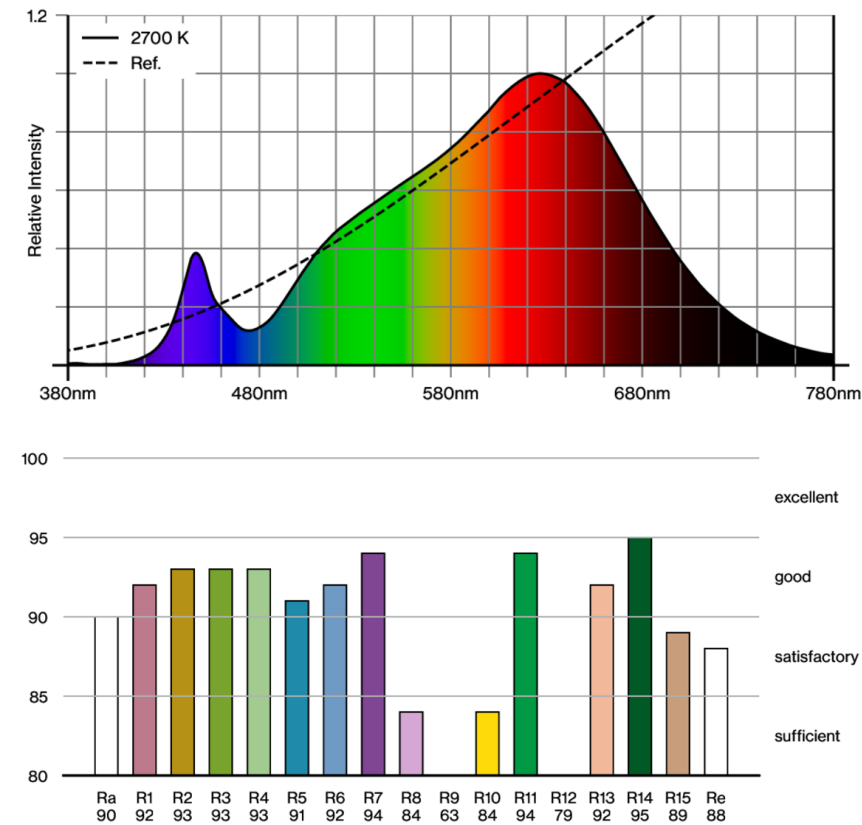 1.2
2700 K
Ref.
Relative Intensity
380nm 480nm 580nm 680nm 780nm
100
excellent
95
good
90
satisfactory
85
sufficient
80
Ra R1 R2 R3 R4 R5 R6 R7 R8 R9 R10 R11 R12 R13 R14 R15 Re
90 92 93 93 93 91 92 94 84 63 84 94 79 92 95 89 88